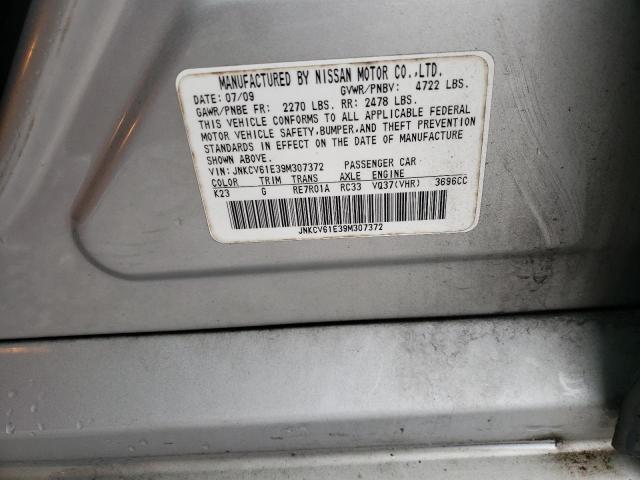 MANUFACTURED BY NISSAN MOTOR CO.,LTD.
DATE: 07/09 GVWR/PNBV: 4722 LBS.
GAWR/PNBE FR: 2270 LBS. RR: 2478 LBS.
THIS VEHICLE CONFORMS TO ALL APPLICABLE FEDERAL
MOTOR VEHICLE SAFETY, BUMPER, AND THEFT PREVENTION
STANDARDS IN EFFECT ON THE DATE OF MANUFACTURE
SHOWN ABOVE.
VIN: JNKCV61E39M307372 PASSENGER CAR
COLOR TRIM TRANS AXLE ENGINE
K23 G RE7R01A RC33 VQ37(VHR) 3696CC
JNKCV61E39M307372